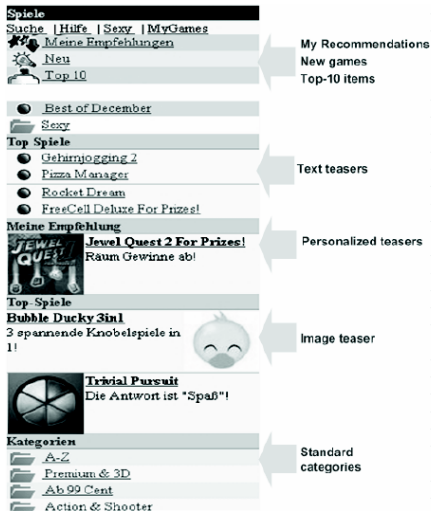 Spiele
Suche | Hilfe | Sexy | MyGames
Meine Empfehlungen
Neu
Top 10
My Recommendations
New games
Top-10 items
Best of December
Sexy
Top Spiele
Gehirnjogging 2
Pizza Manager
Rocket Dream
FreeCell Deluxe For Prizes!
Text teasers
Meine Empfehlung
JEWEL QUEST
Jewel Quest 2 For Prizes!
Räum Gewinne ab!
Personalized teasers
Top-Spiele
Bubble Ducky 3in1
3 spannende Knobelspiele in
1!
Image teaser
Trivial Pursuit
Die Antwort ist "Spaß"!
Kategorien
A-Z
Premium & 3D
Ab 99 Cent
Action & Shooter
Standard
categories